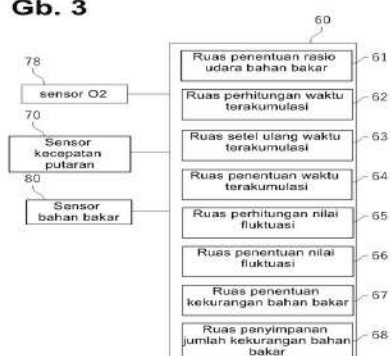 Gb. 3
60
78
sensor O2
70
Sensor
kecepatan
putaran
80
Sensor
bahan bakar
Ruas penentuan rasio
udara bahan bakar
61
Ruas perhitungan waktu
terakumulasi
62
Ruas setel ulang waktu
terakumulasi
63
Ruas penentuan waktu
terakumulasi
64
Ruas perhitungan nilai
fluktuasi
65
Ruas penentuan nilai
fluktuasi
66
Ruas penentuan
kekurangan bahan bakar
67
Ruas penyimpanan
jumlah kekurangan bahan
bakar
68